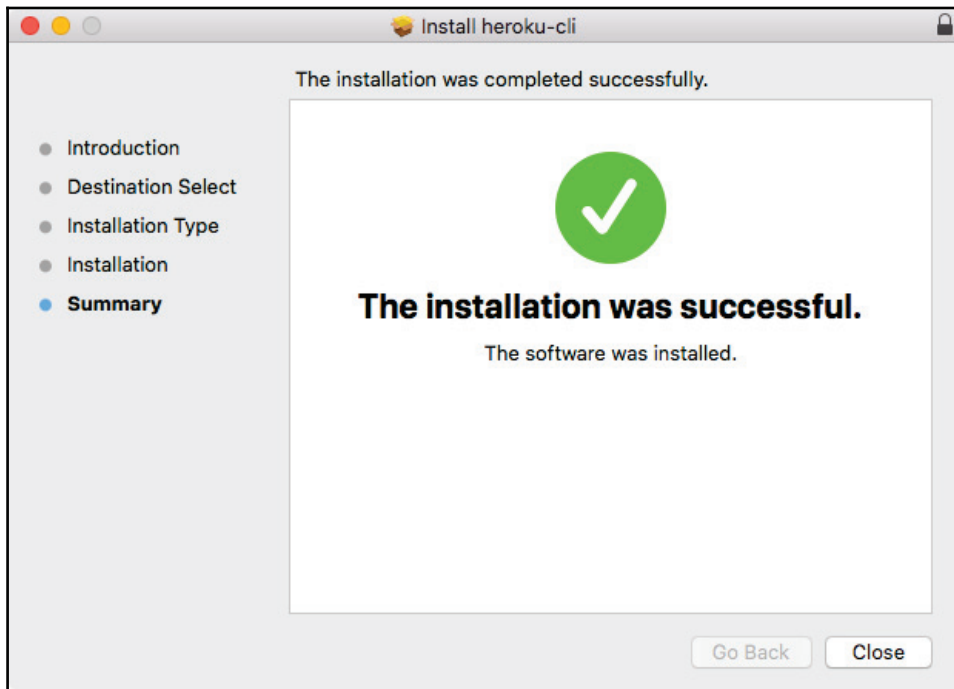 Install heroku-cli
The installation was completed successfully.
Introduction
Destination Select
Installation Type
Installation
Summary
The installation was successful.
The software was installed.
Go Back
Close